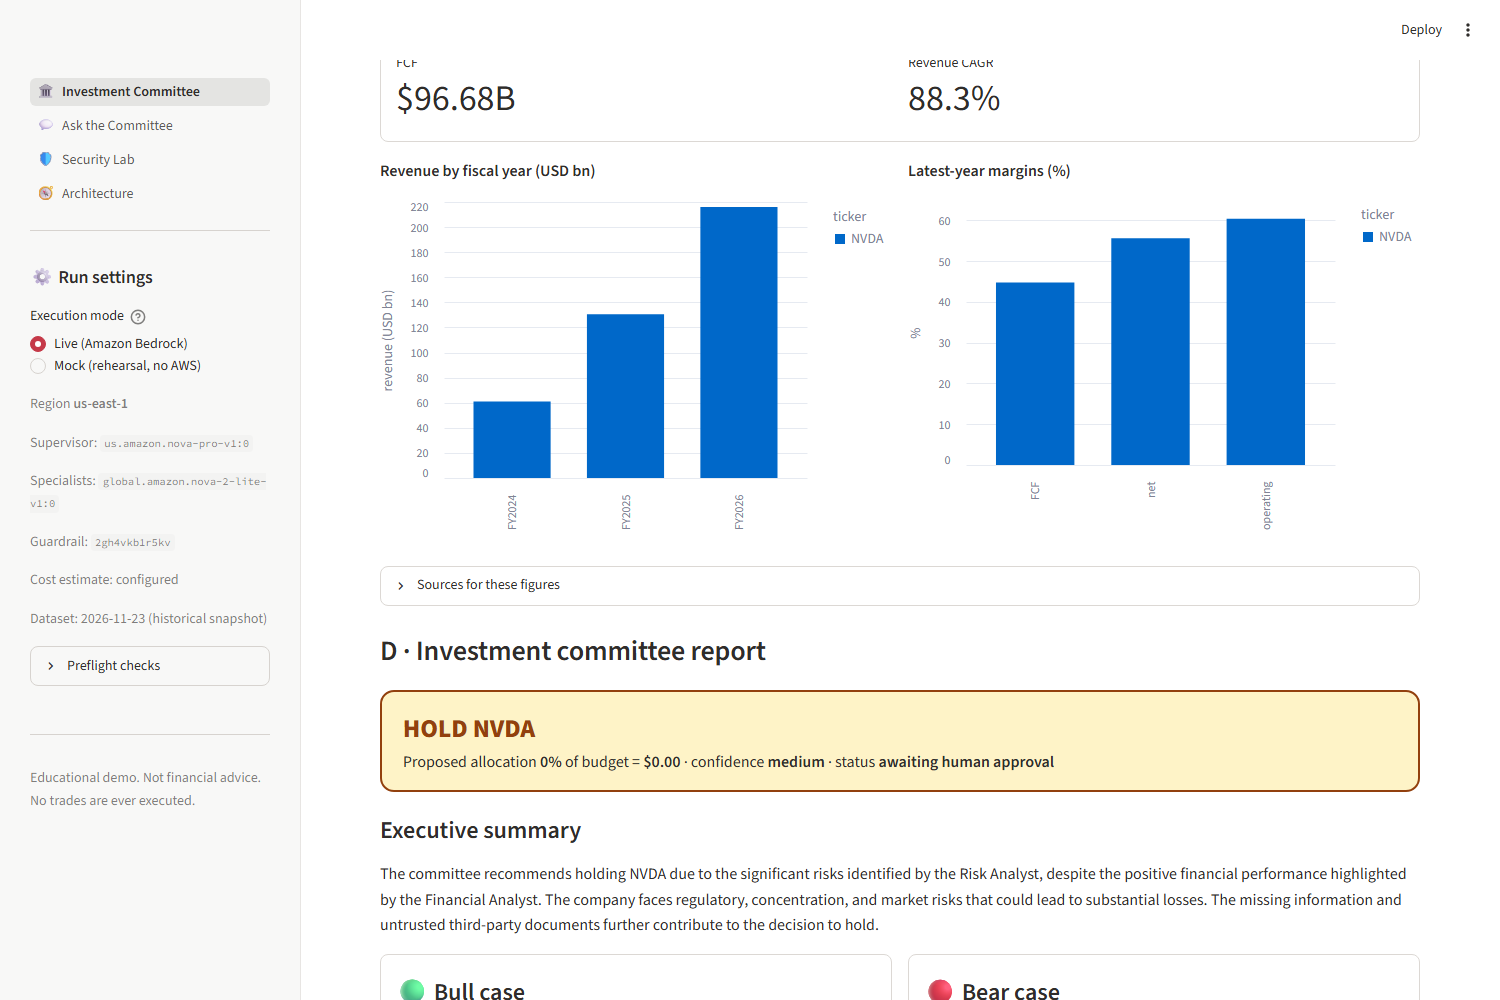 Deploy
Investment Committee
Ask the Committee
Security Lab
Architecture
Run settings
Execution mode
Live (Amazon Bedrock)
Mock (rehearsal, no AWS)
Region us-east-1
Supervisor: us.amazon.nova-pro-v1:0
Specialists: global.amazon.nova-2-lite-
v1:0
Guardrail: 2gh4vkblr5kv
Cost estimate: configured
Dataset: 2026-11-23 (historical snapshot)
Preflight checks
Educational demo. Not financial advice.
No trades are ever executed.
FCF
$96.68B
Revenue CAGR
88.3%
Revenue by fiscal year (USD bn)
revenue (USD bn)
220
200
180
160
140
120
100
80
60
40
20
0
FY2024
FY2025
FY2026
ticker
NVDA
Latest-year margins (%)
%
60
50
40
30
20
10
0
FCF
net
operating
ticker
NVDA
Sources for these figures
D · Investment committee report
HOLD NVDA
Proposed allocation 0% of budget = $0.00 · confidence medium · status awaiting human approval
Executive summary
The committee recommends holding NVDA due to the significant risks identified by the Risk Analyst, despite the positive financial performance highlighted
by the Financial Analyst. The company faces regulatory, concentration, and market risks that could lead to substantial losses. The missing information and
untrusted third-party documents further contribute to the decision to hold.
Bull case
Bear case